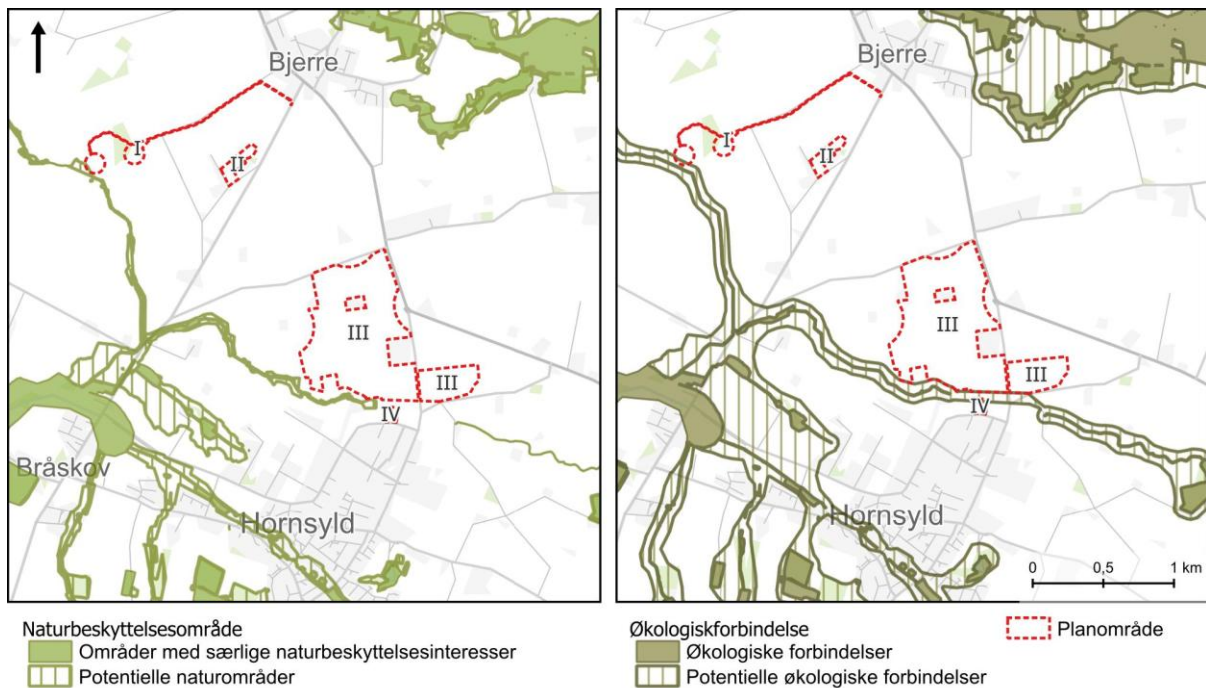 Bjerre
I
II
III
III
IV
Bråskov
Hornsyld
Bjerre
I
II
III
III
IV
Hornsyld
0 0,5 1 km
Naturbeskyttelsesområde
Områder med særlige naturbeskyttelsesinteresser
Potentielle naturområder
Økologiskforbindelse
Økologiske forbindelser
Potentielle økologiske forbindelser
Planområde